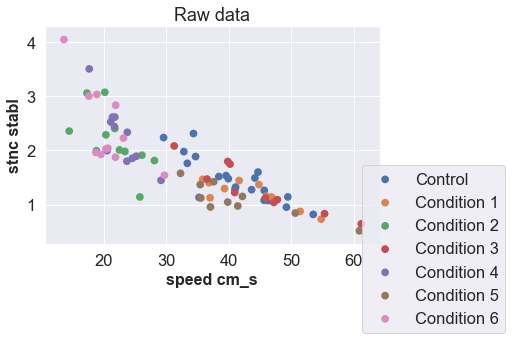 Raw data
4
3
2
1
stnc stabl
20
30
40
50
60
speed cm_s
Control
Condition 1
Condition 2
Condition 3
Condition 4
Condition 5
Condition 6